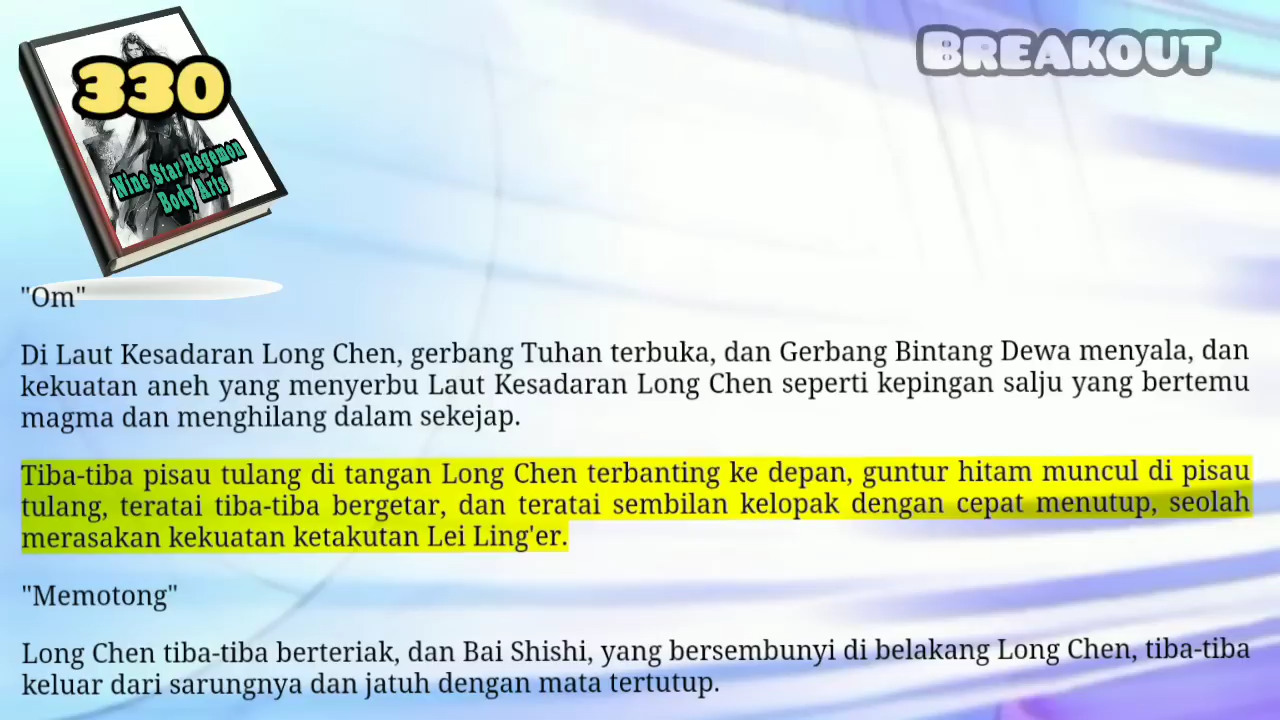 330
BREAKOUT
Nine Star Hegemon
Body Arts
"Om"
Di Laut Kesadaran Long Chen, gerbang Tuhan terbuka, dan Gerbang Bintang Dewa menyala, dan
kekuatan aneh yang menyerbu Laut Kesadaran Long Chen seperti kepingan salju yang bertemu
magma dan menghilang dalam sekejap.
Tiba-tiba pisau tulang di tangan Long Chen terbanting ke depan, guntur hitam muncul di pisau
tulang, teratai tiba-tiba bergetar, dan teratai sembilan kelopak dengan cepat menutup, seolah
merasakan kekuatan ketakutan Lei Ling'er.
"Memotong"
Long Chen tiba-tiba berteriak, dan Bai Shishi, yang bersembunyi di belakang Long Chen, tiba-tiba
keluar dari sarungnya dan jatuh dengan mata tertutup.